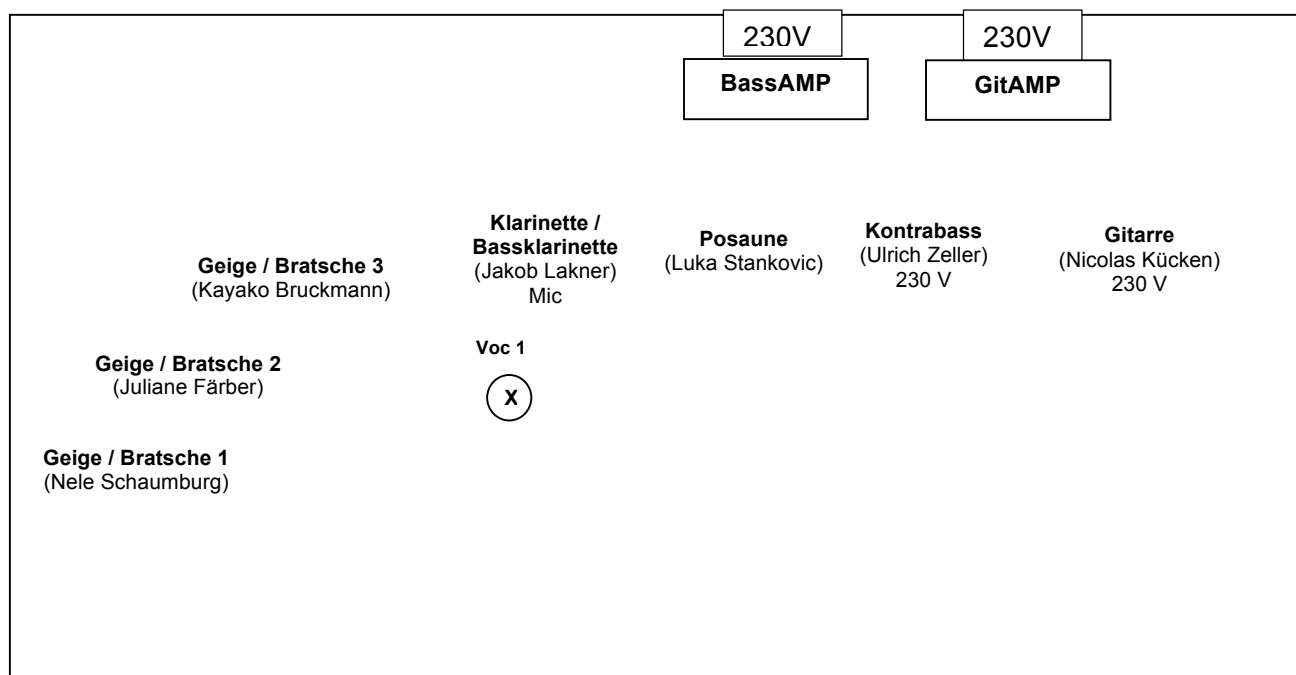 230V
230V
BassAMP
GitAMP
Klarinette /
Bassklarinette
(Jakob Lakner)
Mic
Posaune
(Luka Stankovic)
Kontrabass
(Ulrich Zeller)
230 V
Gitarre
(Nicolas Kücken)
230 V
Geige / Bratsche 3
(Kayako Bruckmann)
Voc 1
X
Geige / Bratsche 2
(Juliane Färber)
Geige / Bratsche 1
(Nele Schaumburg)